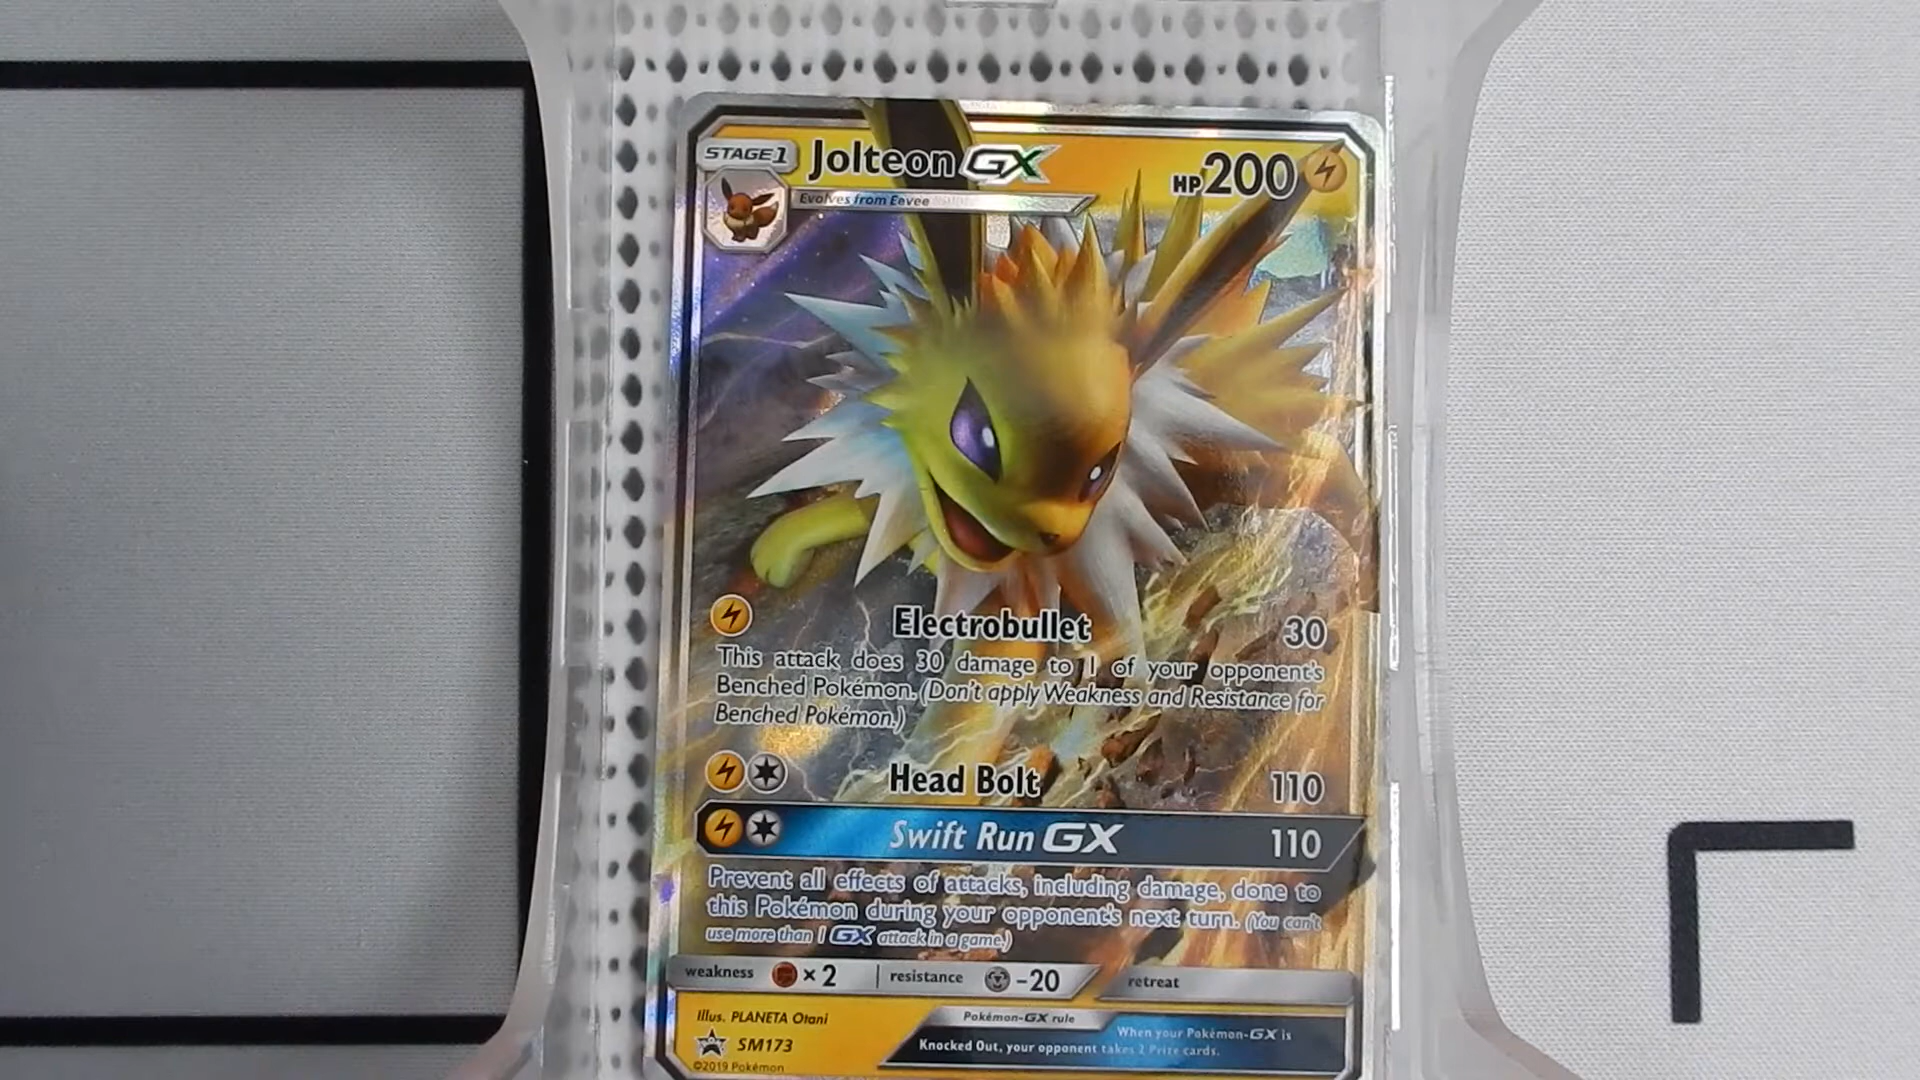 STAGE1 Jolteon GX HP200
Evolves from Eevee
Electrobullet 30
This attack does 30 damage to 1 of your opponent's
Benched Pokémon. (Don't apply Weakness and Resistance for
Benched Pokémon.)
Head Bolt 110
Swift Run GX 110
Prevent all effects of attacks, including damage, done to
this Pokémon during your opponent's next turn. (You can't
use more than 1 GX attack in a game.)
weakness ×2 resistance -20 retreat
Illus. PLANETA Otani
SM173
©2019 Pokémon
Pokémon-GX rule
When your Pokémon-GX is
Knocked Out, your opponent takes 2 Prize cards.